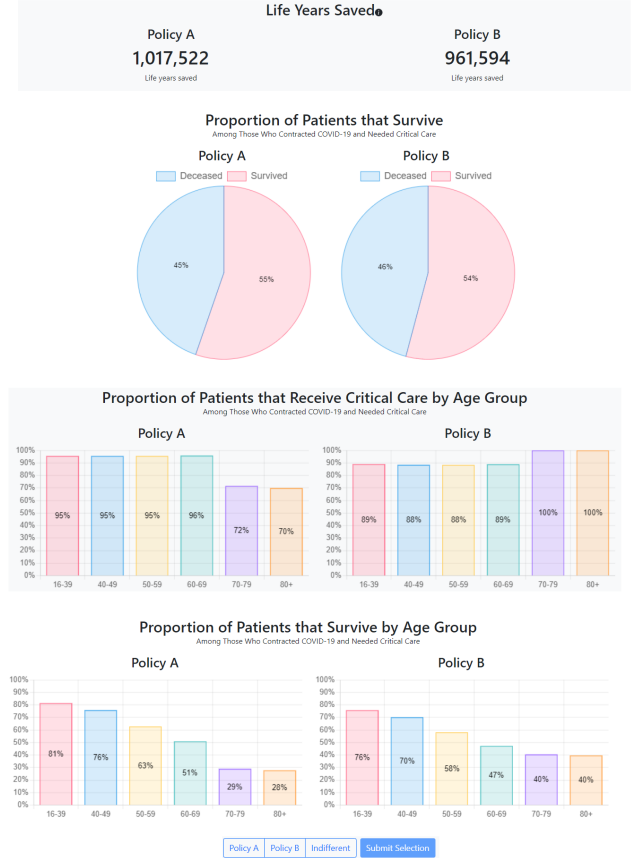 Life Years Saved
Policy A Policy B
1,017,522 961,594
Life years saved Life years saved
Proportion of Patients that Survive
Among Those Who Contracted COVID-19 and Needed Critical Care
Policy A Policy B
Deceased Survived Deceased Survived
45% 55% 46% 54%
Proportion of Patients that Receive Critical Care by Age Group
Among Those Who Contracted COVID-19 and Needed Critical Care
Policy A Policy B
100% 100%
90% 90%
80% 80%
70% 70%
60% 60%
50% 50%
40% 40%
30% 30%
20% 20%
10% 10%
0% 0%
95% 95% 95% 96% 72% 70% 89% 88% 88% 89% 100% 100%
16-39 40-49 50-59 60-69 70-79 80+ 16-39 40-49 50-59 60-69 70-79 80+
Proportion of Patients that Survive by Age Group
Among Those Who Contracted COVID-19 and Needed Critical Care
Policy A Policy B
100% 100%
90% 90%
80% 80%
70% 70%
60% 60%
50% 50%
40% 40%
30% 30%
20% 20%
10% 10%
0% 0%
81% 76% 63% 51% 29% 28% 76% 70% 58% 47% 40% 40%
16-39 40-49 50-59 60-69 70-79 80+ 16-39 40-49 50-59 60-69 70-79 80+
Policy A Policy B Indifferent Submit Selection